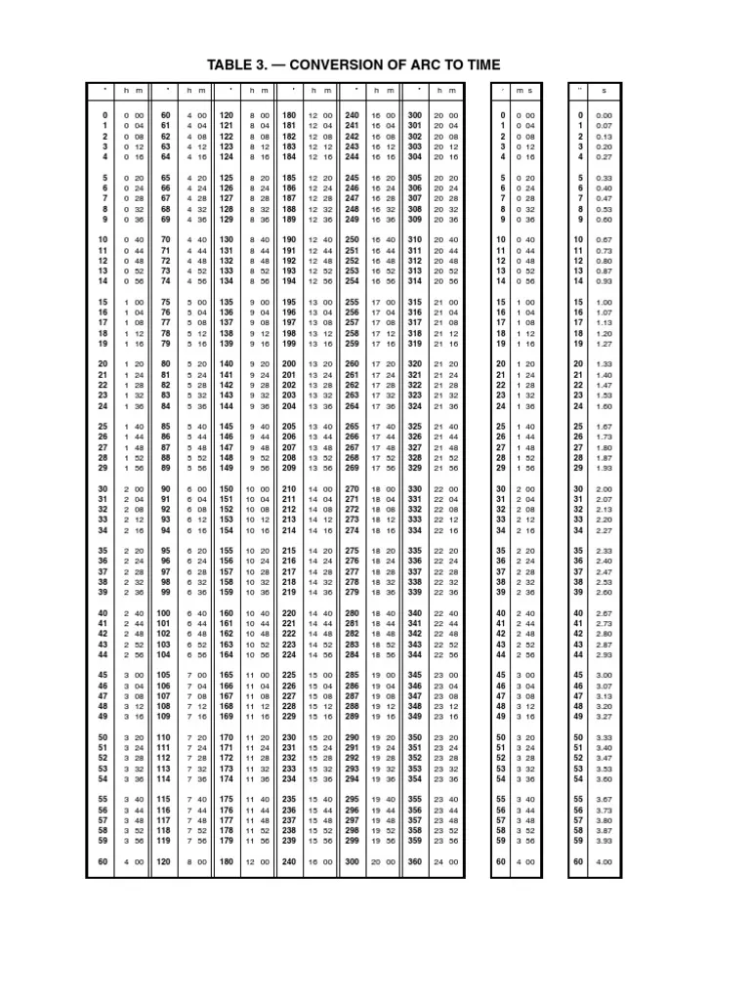 TABLE 3. — CONVERSION OF ARC TO TIME
° h m ° h m ° h m ° h m ° h m ° h m ′ m s ″ s
0 0 00 60 4 00 120 8 00 180 12 00 240 16 00 300 20 00 0 0 00 0 0.00
1 0 04 61 4 04 121 8 04 181 12 04 241 16 04 301 20 04 1 0 04 1 0.07
2 0 08 62 4 08 122 8 08 182 12 08 242 16 08 302 20 08 2 0 08 2 0.13
3 0 12 63 4 12 123 8 12 183 12 12 243 16 12 303 20 12 3 0 12 3 0.20
4 0 16 64 4 16 124 8 16 184 12 16 244 16 16 304 20 16 4 0 16 4 0.27
5 0 20 65 4 20 125 8 20 185 12 20 245 16 20 305 20 20 5 0 20 5 0.33
6 0 24 66 4 24 126 8 24 186 12 24 246 16 24 306 20 24 6 0 24 6 0.40
7 0 28 67 4 28 127 8 28 187 12 28 247 16 28 307 20 28 7 0 28 7 0.47
8 0 32 68 4 32 128 8 32 188 12 32 248 16 32 308 20 32 8 0 32 8 0.53
9 0 36 69 4 36 129 8 36 189 12 36 249 16 36 309 20 36 9 0 36 9 0.60
10 0 40 70 4 40 130 8 40 190 12 40 250 16 40 310 20 40 10 0 40 10 0.67
11 0 44 71 4 44 131 8 44 191 12 44 251 16 44 311 20 44 11 0 44 11 0.73
12 0 48 72 4 48 132 8 48 192 12 48 252 16 48 312 20 48 12 0 48 12 0.80
13 0 52 73 4 52 133 8 52 193 12 52 253 16 52 313 20 52 13 0 52 13 0.87
14 0 56 74 4 56 134 8 56 194 12 56 254 16 56 314 20 56 14 0 56 14 0.93
15 1 00 75 5 00 135 9 00 195 13 00 255 17 00 315 21 00 15 1 00 15 1.00
16 1 04 76 5 04 136 9 04 196 13 04 256 17 04 316 21 04 16 1 04 16 1.07
17 1 08 77 5 08 137 9 08 197 13 08 257 17 08 317 21 08 17 1 08 17 1.13
18 1 12 78 5 12 138 9 12 198 13 12 258 17 12 318 21 12 18 1 12 18 1.20
19 1 16 79 5 16 139 9 16 199 13 16 259 17 16 319 21 16 19 1 16 19 1.27
20 1 20 80 5 20 140 9 20 200 13 20 260 17 20 320 21 20 20 1 20 20 1.33
21 1 24 81 5 24 141 9 24 201 13 24 261 17 24 321 21 24 21 1 24 21 1.40
22 1 28 82 5 28 142 9 28 202 13 28 262 17 28 322 21 28 22 1 28 22 1.47
23 1 32 83 5 32 143 9 32 203 13 32 263 17 32 323 21 32 23 1 32 23 1.53
24 1 36 84 5 36 144 9 36 204 13 36 264 17 36 324 21 36 24 1 36 24 1.60
25 1 40 85 5 40 145 9 40 205 13 40 265 17 40 325 21 40 25 1 40 25 1.67
26 1 44 86 5 44 146 9 44 206 13 44 266 17 44 326 21 44 26 1 44 26 1.73
27 1 48 87 5 48 147 9 48 207 13 48 267 17 48 327 21 48 27 1 48 27 1.80
28 1 52 88 5 52 148 9 52 208 13 52 268 17 52 328 21 52 28 1 52 28 1.87
29 1 56 89 5 56 149 9 56 209 13 56 269 17 56 329 21 56 29 1 56 29 1.93
30 2 00 90 6 00 150 10 00 210 14 00 270 18 00 330 22 00 30 2 00 30 2.00
31 2 04 91 6 04 151 10 04 211 14 04 271 18 04 331 22 04 31 2 04 31 2.07
32 2 08 92 6 08 152 10 08 212 14 08 272 18 08 332 22 08 32 2 08 32 2.13
33 2 12 93 6 12 153 10 12 213 14 12 273 18 12 333 22 12 33 2 12 33 2.20
34 2 16 94 6 16 154 10 16 214 14 16 274 18 16 334 22 16 34 2 16 34 2.27
35 2 20 95 6 20 155 10 20 215 14 20 275 18 20 335 22 20 35 2 20 35 2.33
36 2 24 96 6 24 156 10 24 216 14 24 276 18 24 336 22 24 36 2 24 36 2.40
37 2 28 97 6 28 157 10 28 217 14 28 277 18 28 337 22 28 37 2 28 37 2.47
38 2 32 98 6 32 158 10 32 218 14 32 278 18 32 338 22 32 38 2 32 38 2.53
39 2 36 99 6 36 159 10 36 219 14 36 279 18 36 339 22 36 39 2 36 39 2.60
40 2 40 100 6 40 160 10 40 220 14 40 280 18 40 340 22 40 40 2 40 40 2.67
41 2 44 101 6 44 161 10 44 221 14 44 281 18 44 341 22 44 41 2 44 41 2.73
42 2 48 102 6 48 162 10 48 222 14 48 282 18 48 342 22 48 42 2 48 42 2.80
43 2 52 103 6 52 163 10 52 223 14 52 283 18 52 343 22 52 43 2 52 43 2.87
44 2 56 104 6 56 164 10 56 224 14 56 284 18 56 344 22 56 44 2 56 44 2.93
45 3 00 105 7 00 165 11 00 225 15 00 285 19 00 345 23 00 45 3 00 45 3.00
46 3 04 106 7 04 166 11 04 226 15 04 286 19 04 346 23 04 46 3 04 46 3.07
47 3 08 107 7 08 167 11 08 227 15 08 287 19 08 347 23 08 47 3 08 47 3.13
48 3 12 108 7 12 168 11 12 228 15 12 288 19 12 348 23 12 48 3 12 48 3.20
49 3 16 109 7 16 169 11 16 229 15 16 289 19 16 349 23 16 49 3 16 49 3.27
50 3 20 110 7 20 170 11 20 230 15 20 290 19 20 350 23 20 50 3 20 50 3.33
51 3 24 111 7 24 171 11 24 231 15 24 291 19 24 351 23 24 51 3 24 51 3.40
52 3 28 112 7 28 172 11 28 232 15 28 292 19 28 352 23 28 52 3 28 52 3.47
53 3 32 113 7 32 173 11 32 233 15 32 293 19 32 353 23 32 53 3 32 53 3.53
54 3 36 114 7 36 174 11 36 234 15 36 294 19 36 354 23 36 54 3 36 54 3.60
55 3 40 115 7 40 175 11 40 235 15 40 295 19 40 355 23 40 55 3 40 55 3.67
56 3 44 116 7 44 176 11 44 236 15 44 296 19 44 356 23 44 56 3 44 56 3.73
57 3 48 117 7 48 177 11 48 237 15 48 297 19 48 357 23 48 57 3 48 57 3.80
58 3 52 118 7 52 178 11 52 238 15 52 298 19 52 358 23 52 58 3 52 58 3.87
59 3 56 119 7 56 179 11 56 239 15 56 299 19 56 359 23 56 59 3 56 59 3.93
60 4 00 120 8 00 180 12 00 240 16 00 300 20 00 360 24 00 60 4 00 60 4.00